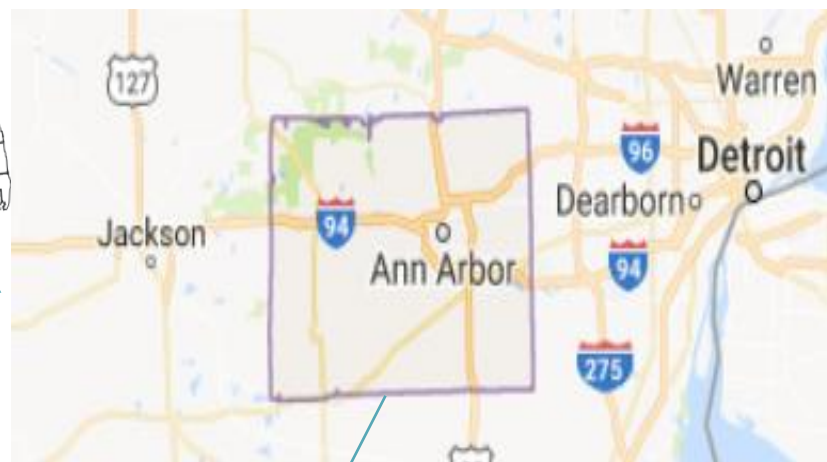 127
Warren
96
Detroit
Dearborn
Jackson
94
Ann Arbor
94
275